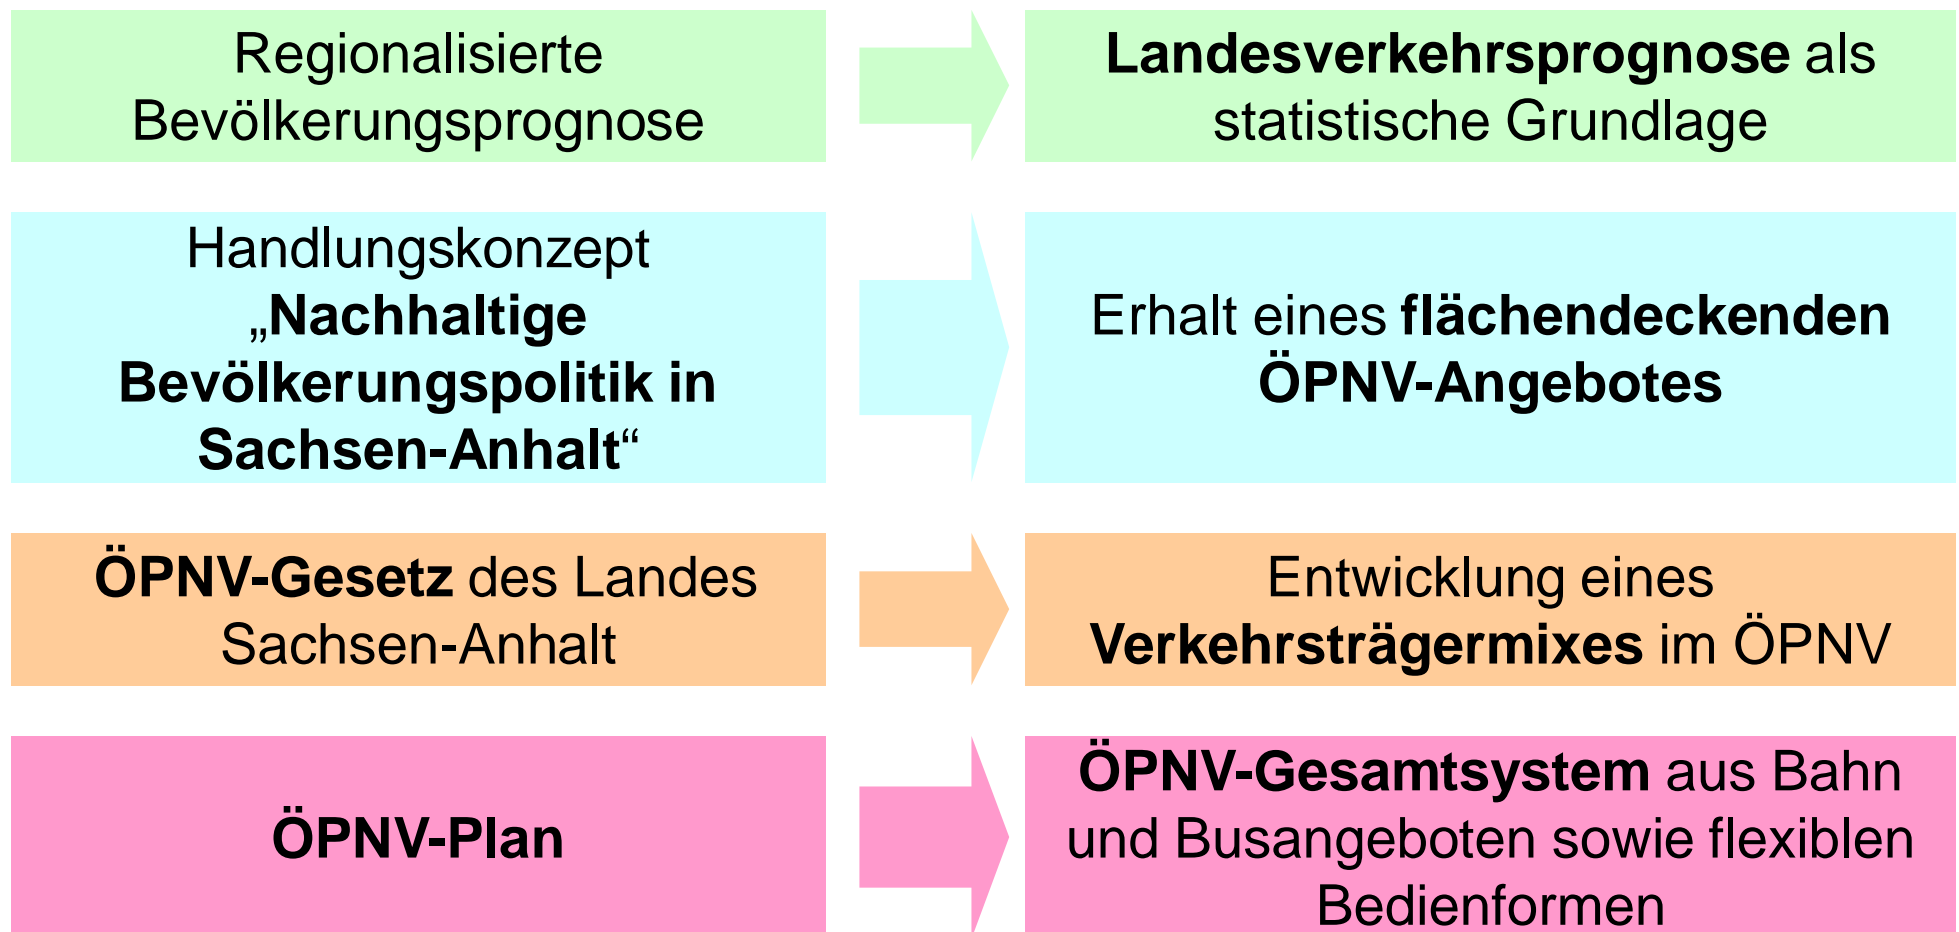 Regionalisierte
Bevölkerungsprognose
Landesverkehrsprognose als
statistische Grundlage
Handlungskonzept
„Nachhaltige
Bevölkerungspolitik in
Sachsen-Anhalt“
Erhalt eines flächendeckenden
ÖPNV-Angebotes
ÖPNV-Gesetz des Landes
Sachsen-Anhalt
Entwicklung eines
Verkehrsträgermixes im ÖPNV
ÖPNV-Plan
ÖPNV-Gesamtsystem aus Bahn
und Busangeboten sowie flexiblen
Bedienformen